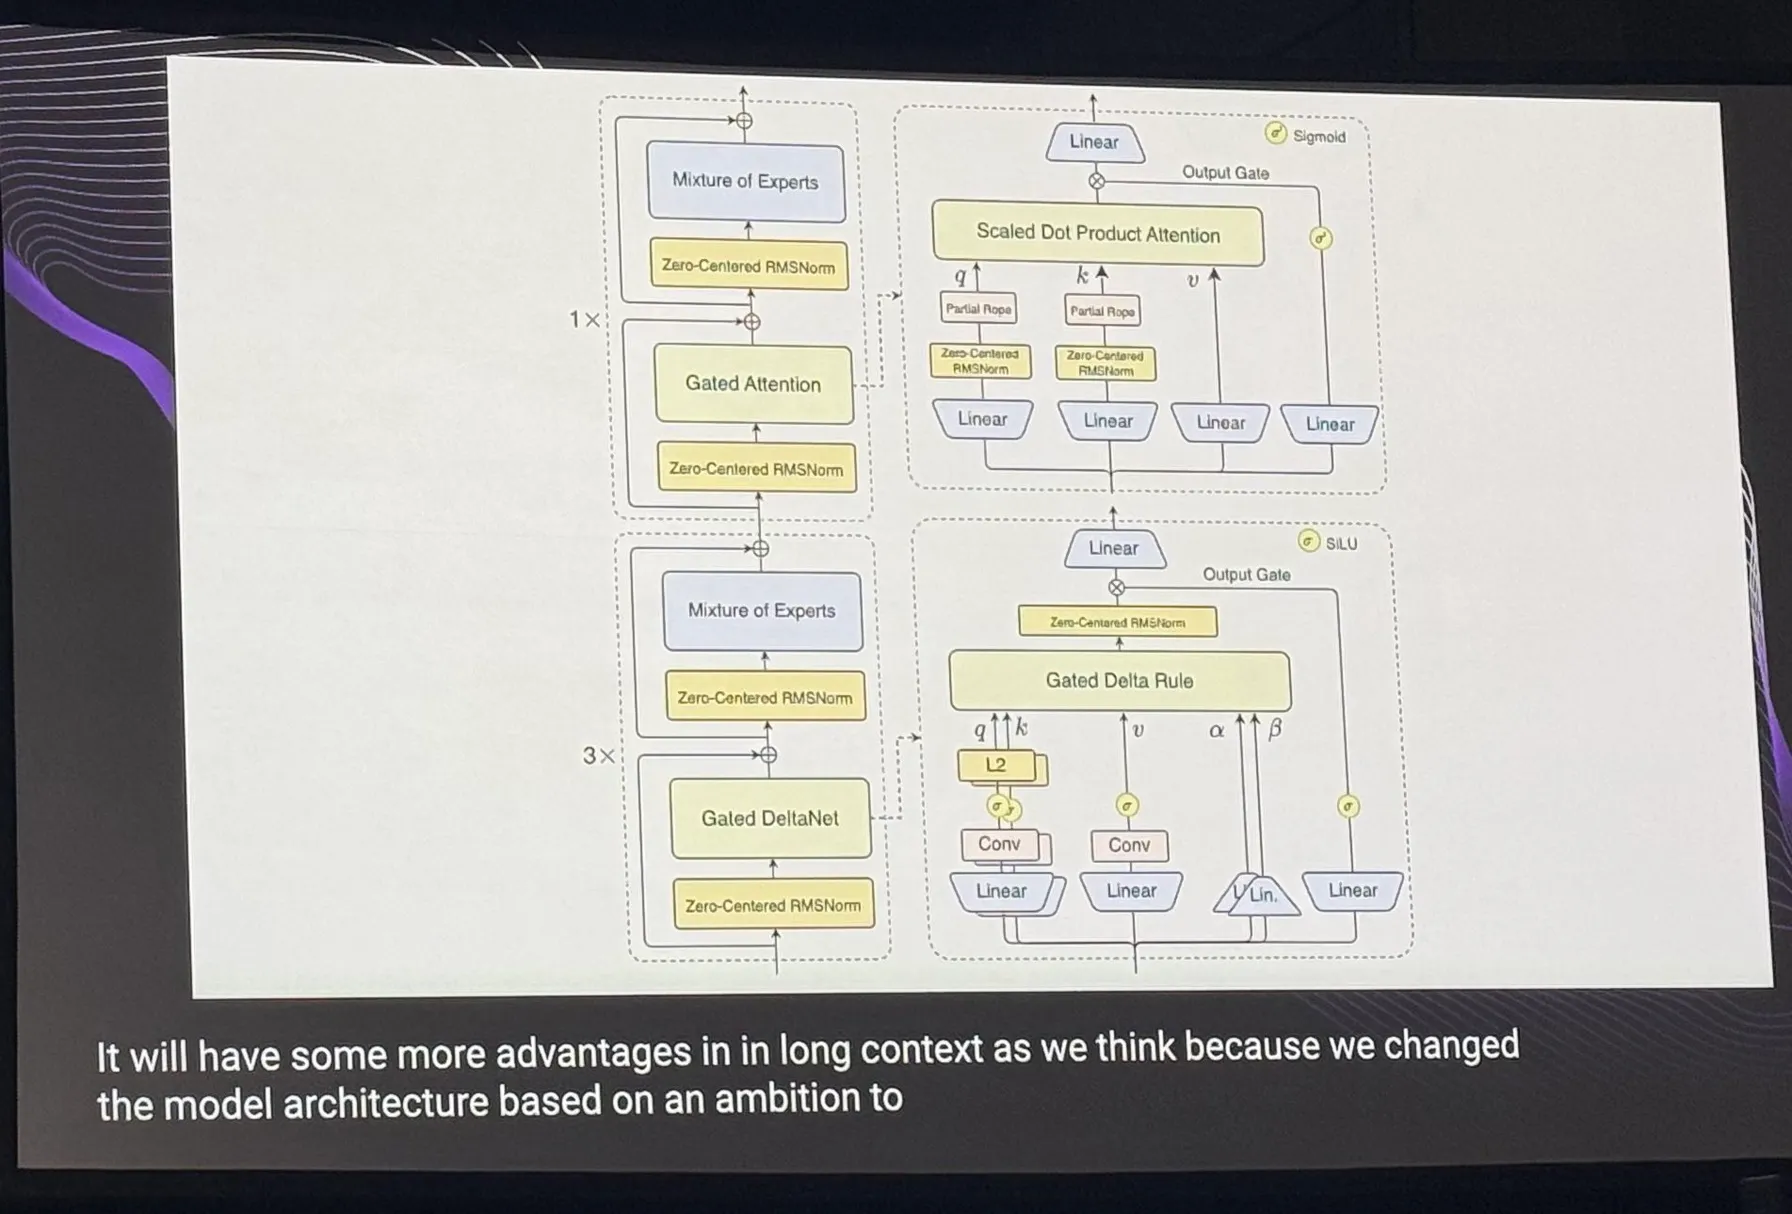 Mixture of Experts
Zero-Centered RMSNorm
1×
Gated Attention
Zero-Centered RMSNorm
Mixture of Experts
Zero-Centered RMSNorm
3×
Gated DeltaNet
Zero-Centered RMSNorm
Linear
σ Sigmoid
Output Gate
Scaled Dot Product Attention
σ
q k v
Partial Rope Partial Rope
Zero-Centered Zero-Centered
RMSNorm RMSNorm
Linear Linear Linear Linear
Linear
σ SiLU
Output Gate
Zero-Centered RMSNorm
Gated Delta Rule
q k v α β
L2
σ σ σ
Conv Conv
Linear Linear Lin. Linear
It will have some more advantages in in long context as we think because we changed
the model architecture based on an ambition to